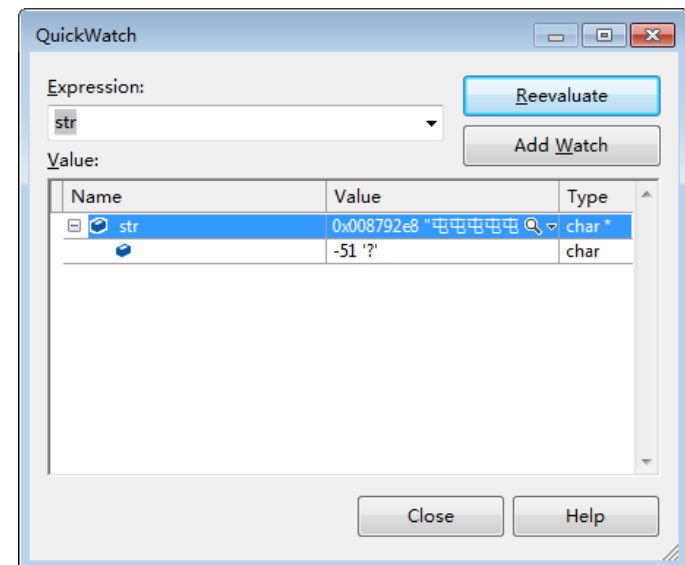 QuickWatch
Expression:
Reevaluate
str
Add Watch
Value:
Name Value Type
str 0x008792e8 "屯屯屯屯屯 char *
-51 '?' char
Close Help